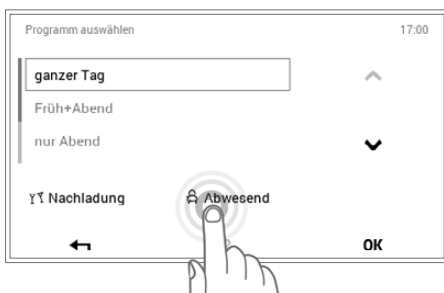 Programm auswählen 17:00
ganzer Tag
Früh+Abend
nur Abend
Nachladung Abwesend
OK